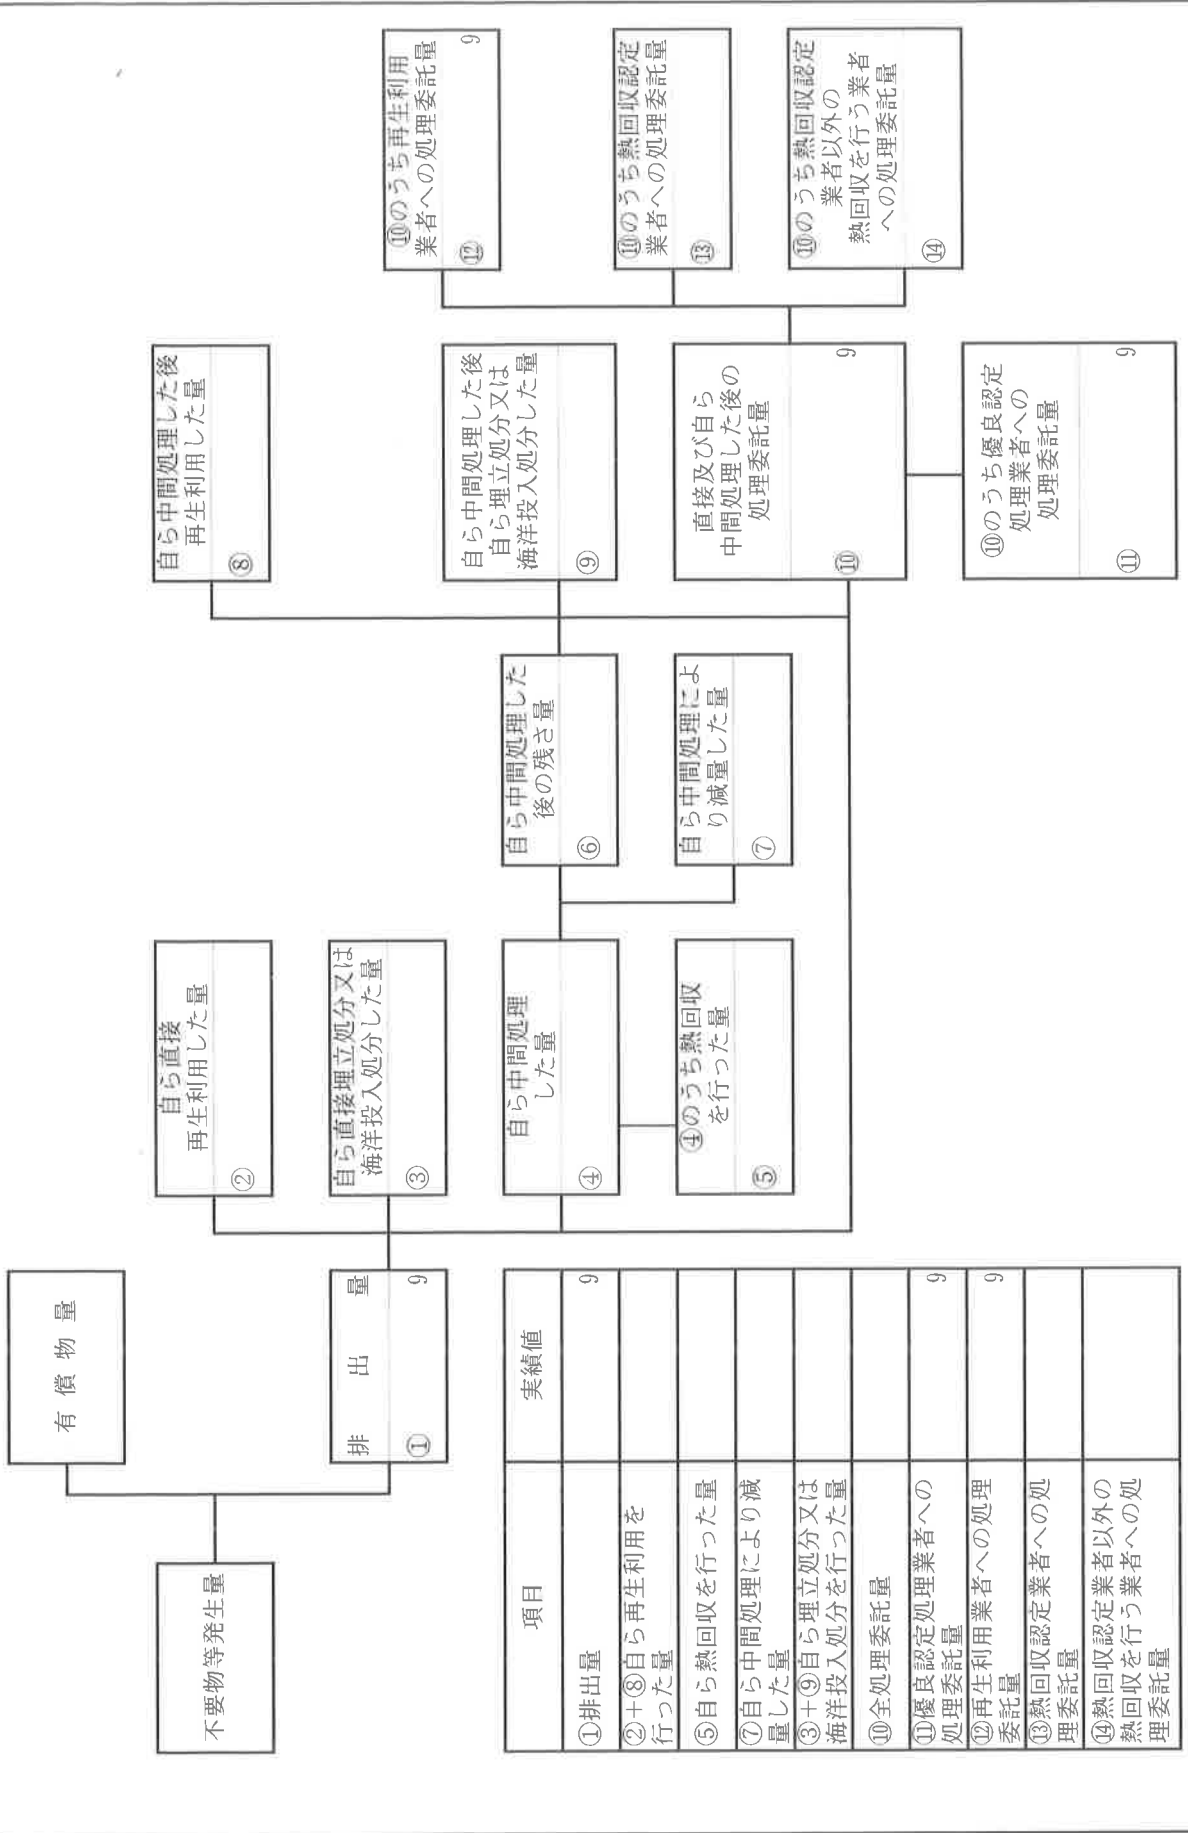 不要物等発生量
有償物量
排出量
①
9
自ら直接
再生利用した量
②
自ら直接埋立処分又は
海洋投入処分した量
③
自ら中間処理
した量
④
④のうち熱回収
を行った量
⑤
自ら中間処理した
後の残さ量
⑥
自ら中間処理によ
り減量した量
⑦
自ら中間処理した後
再生利用した量
⑧
自ら中間処理した後
自ら埋立処分又は
海洋投入処分した量
⑨
直接及び自ら
中間処理した後の
処理委託量
⑩
9
⑩のうち優良認定
処理業者への
処理委託量
⑪
9
⑩のうち再生利用
業者への処理委託量
⑫
9
⑩のうち熱回収認定
業者への処理委託量
⑬
⑩のうち熱回収認定
業者以外の
熱回収を行う業者
への処理委託量
⑭
項目 実績値
①排出量 9
②+⑧自ら再生利用を
行った量
⑤自ら熱回収を行った量
⑦自ら中間処理により減
量した量
③+⑨自ら埋立処分又は
海洋投入処分を行った量
⑩全処理委託量
⑪優良認定処理業者への
処理委託量 9
⑫再生利用業者への処理
委託量 9
⑬熱回収認定業者への処
理委託量
⑭熱回収認定業者以外の
熱回収を行う業者への処
理委託量